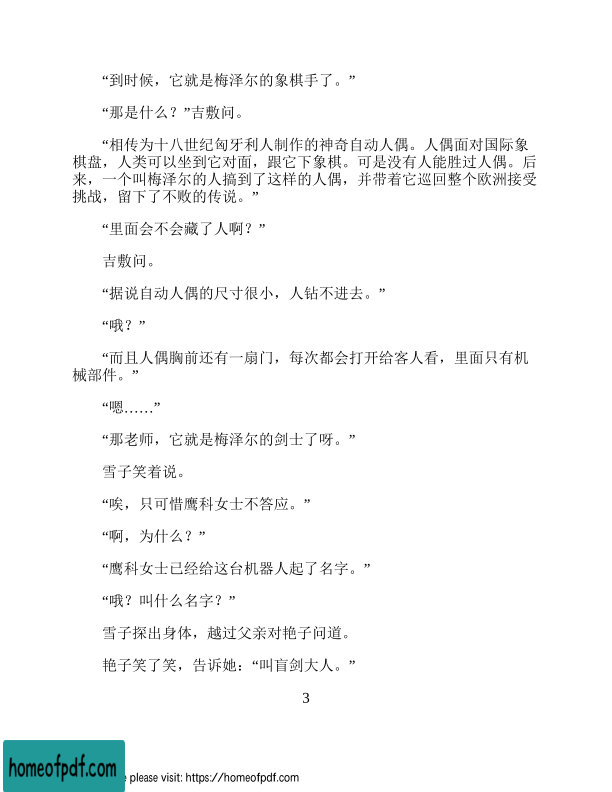 “到时候，它就是梅泽尔的象棋手了。”
“那是什么？”吉敷问。
“相传为十八世纪匈牙利人制作的神奇自动人偶。人偶面对国际象
棋盘，人类可以坐到它对面，跟它下象棋。可是没有人能胜过人偶。后
来，一个叫梅泽尔的人搞到了这样的人偶，并带着它巡回整个欧洲接受
挑战，留下了不败的传说。”
“里面会不会藏了人啊？”
吉敷问。
“据说自动人偶的尺寸很小，人钻不进去。”
“哦？”
“而且人偶胸前还有一扇门，每次都会打开给客人看，里面只有机
械部件。”
“嗯……”
“那老师，它就是梅泽尔的剑士了呀。”
雪子笑着说。
“唉，只可惜鹰科女士不答应。”
“啊，为什么？”
“鹰科女士已经给这台机器人起了名字。”
“哦？叫什么名字？”
雪子探出身体，越过父亲对艳子问道。
艳子笑了笑，告诉她：“叫盲剑大人。”
3
homeofpdf.com
e please visit: https://homeofpdf.com